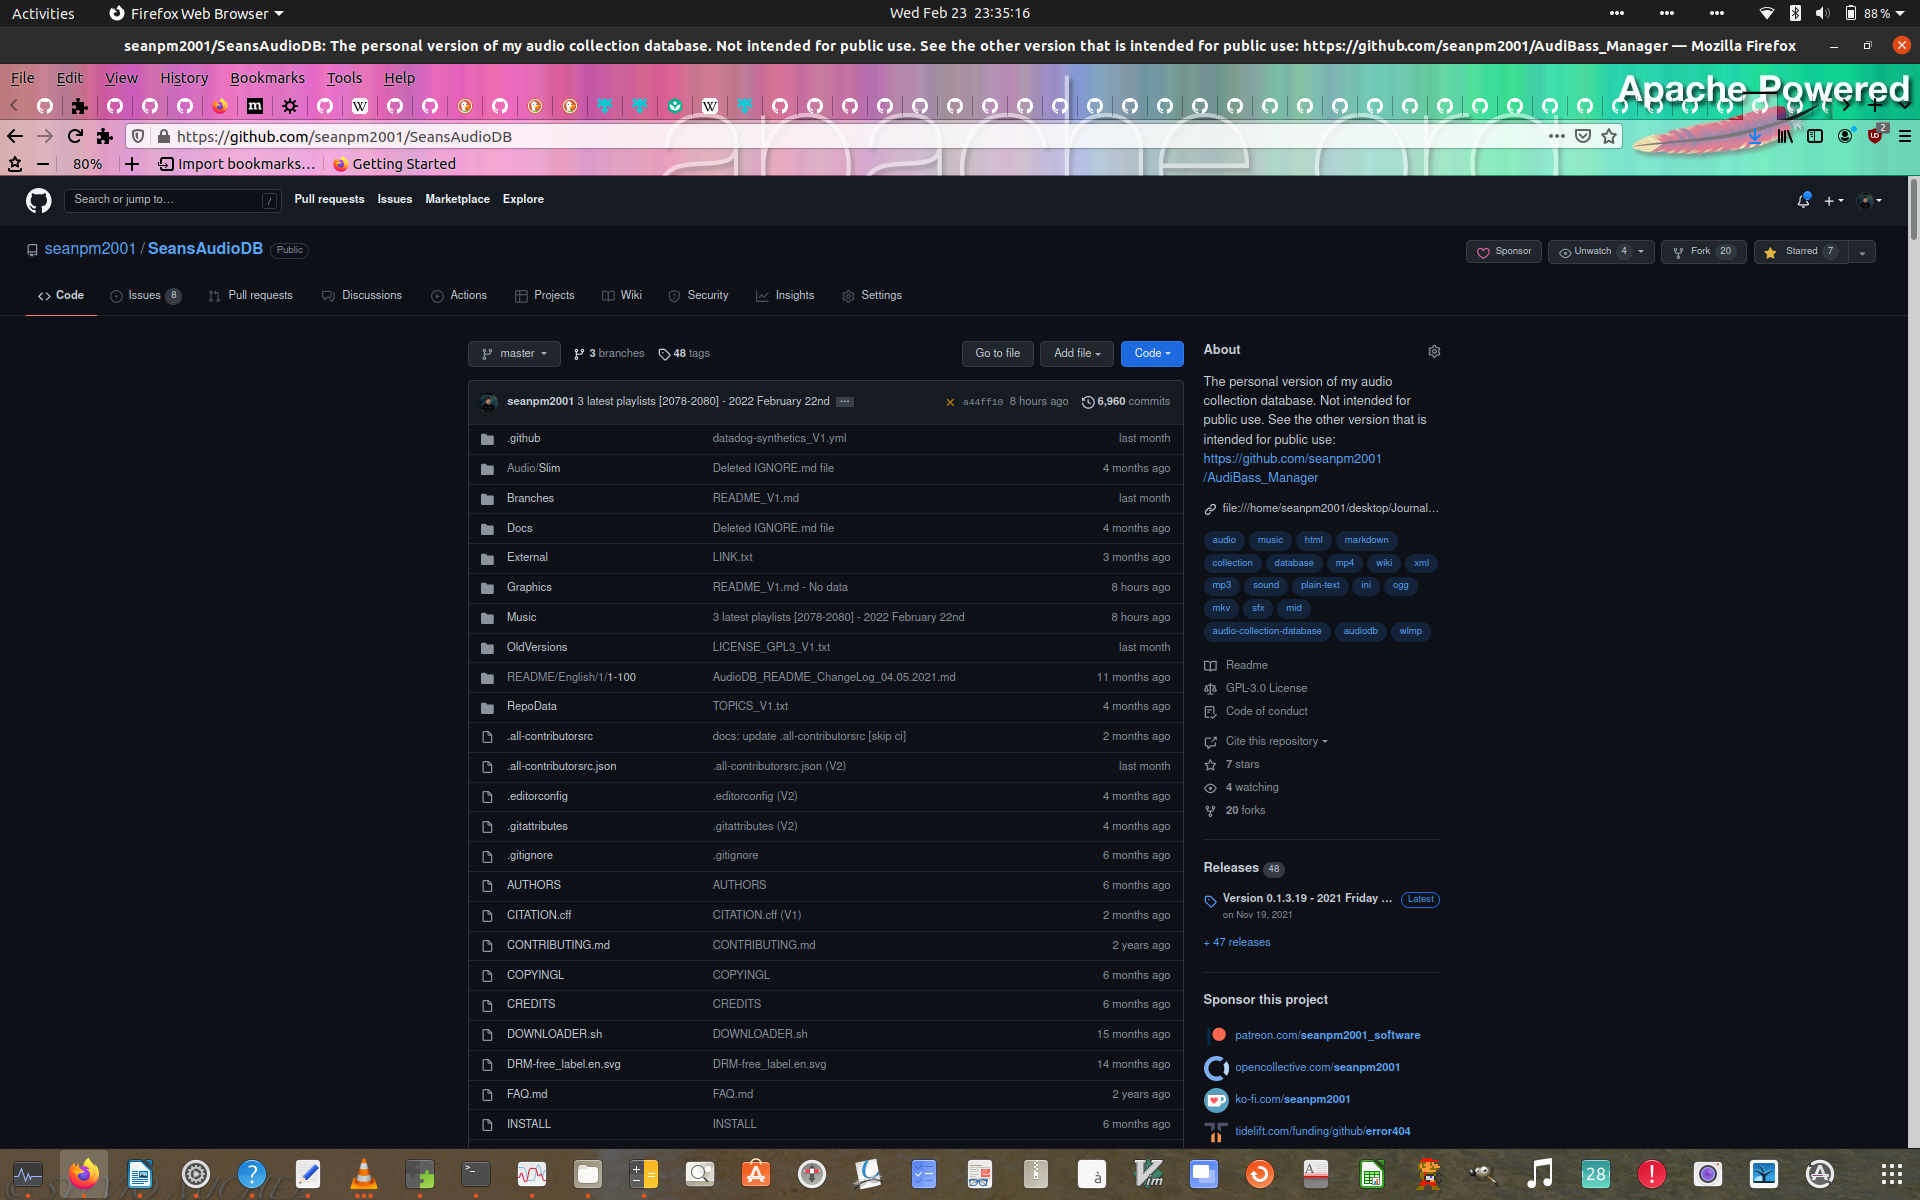 Activities
Firefox Web Browser
Wed Feb 23 23:35:16
88 %
seanpm2001/SeansAudioDB: The personal version of my audio collection database. Not intended for public use. See the other version that is intended for public use: https://github.com/seanpm2001/AudiBass_Manager — Mozilla Firefox
File Edit View History Bookmarks Tools Help
Apache Powered
https://github.com/seanpm2001/SeansAudioDB
apache.org
2
80%
Import bookmarks…
Getting Started
Search or jump to…
/
Pull requests Issues Marketplace Explore
seanpm2001 / SeansAudioDB Public
Sponsor
Unwatch 4
Fork 20
Starred 7
Code
Issues 8
Pull requests
Discussions
Actions
Projects
Wiki
Security
Insights
Settings
master
3 branches
48 tags
Go to file
Add file
Code
seanpm2001 3 latest playlists [2078-2080] - 2022 February 22nd ... a44ff10 8 hours ago 6,960 commits
.github datadog-synthetics_V1.yml last month
Audio/Slim Deleted IGNORE.md file 4 months ago
Branches README_V1.md last month
Docs Deleted IGNORE.md file 4 months ago
External LINK.txt 3 months ago
Graphics README_V1.md - No data 8 hours ago
Music 3 latest playlists [2078-2080] - 2022 February 22nd 8 hours ago
OldVersions LICENSE_GPL3_V1.txt last month
README/English/1/1-100 AudioDB_README_ChangeLog_04.05.2021.md 11 months ago
RepoData TOPICS_V1.txt 4 months ago
.all-contributorsrc docs: update .all-contributorsrc [skip ci] 2 months ago
.all-contributorsrc.json .all-contributorsrc.json (V2) last month
.editorconfig .editorconfig (V2) 4 months ago
.gitattributes .gitattributes (V2) 4 months ago
.gitignore .gitignore 6 months ago
AUTHORS AUTHORS 6 months ago
CITATION.cff CITATION.cff (V1) 2 months ago
CONTRIBUTING.md CONTRIBUTING.md 2 years ago
COPYINGL COPYINGL 6 months ago
CREDITS CREDITS 6 months ago
DOWNLOADER.sh DOWNLOADER.sh 15 months ago
DRM-free_label.en.svg DRM-free_label.en.svg 14 months ago
FAQ.md FAQ.md 2 years ago
INSTALL INSTALL 6 months ago
About
The personal version of my audio
collection database. Not intended for
public use. See the other version that is
intended for public use:
https://github.com/seanpm2001
/AudiBass_Manager
file:///home/seanpm2001/desktop/Journal…
audio music html markdown
collection database mp4 wiki xml
mp3 sound plain-text ini ogg
mkv sfx mid
audio-collection-database audiodb wlmp
Readme
GPL-3.0 License
Code of conduct
Cite this repository
7 stars
4 watching
20 forks
Releases 48
Version 0.1.3.19 - 2021 Friday ... Latest
on Nov 19, 2021
+ 47 releases
Sponsor this project
patreon.com/seanpm2001_software
opencollective.com/seanpm2001
ko-fi.com/seanpm2001
tidelift.com/funding/github/error404
28